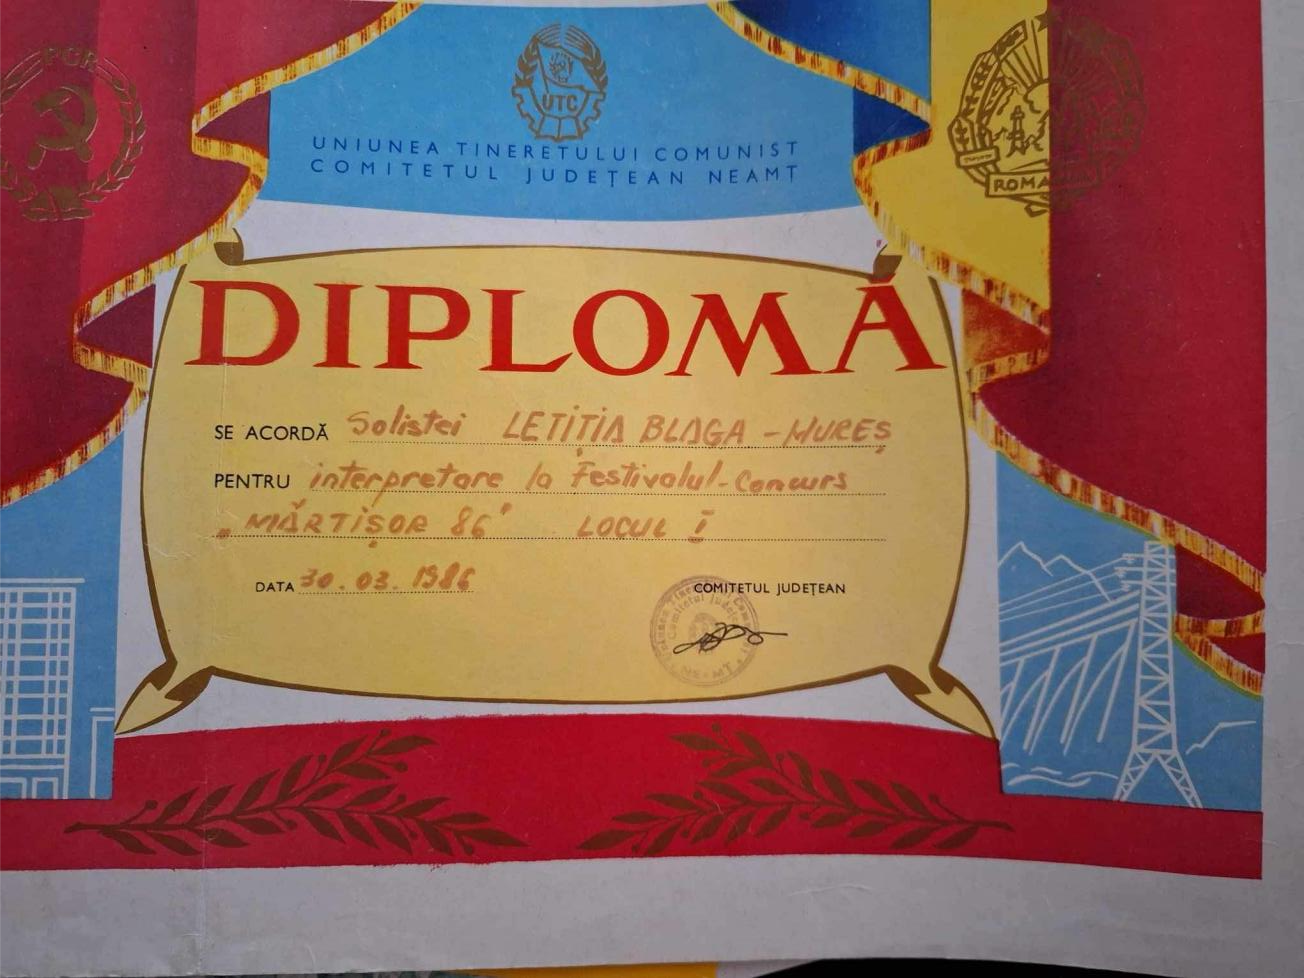 PCR
UTC
UNIUNEA TINERETULUI COMUNIST
COMITETUL JUDEȚEAN NEAMT
ROMANIA
DIPLOMĂ
SE ACORDĂ Solistei LETIȚIA BLAGA - MUREȘ
PENTRU interpretare la Festivalul-Concurs
„MĂRȚIȘOR 86" LOCUL I
DATA 30.03.1986 COMITETUL JUDEȚEAN